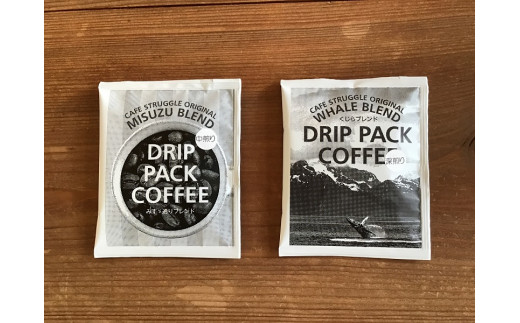 CAFE STRUGGLE ORIGINAL
MISUZU BLEND
中煎り
DRIP
PACK
COFFEE
みすゞ通りブレンド
CAFE STRUGGLE ORIGINAL
WHALE BLEND
くじらブレンド
DRIP PACK
COFFEE
深煎り